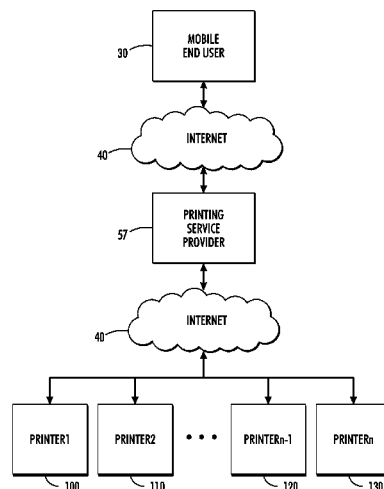 MOBILE
END USER
30
INTERNET
40
PRINTING
SERVICE
PROVIDER
57
INTERNET
40
PRINTER1
PRINTER2
PRINTERn-1
PRINTERn
100
110
120
130